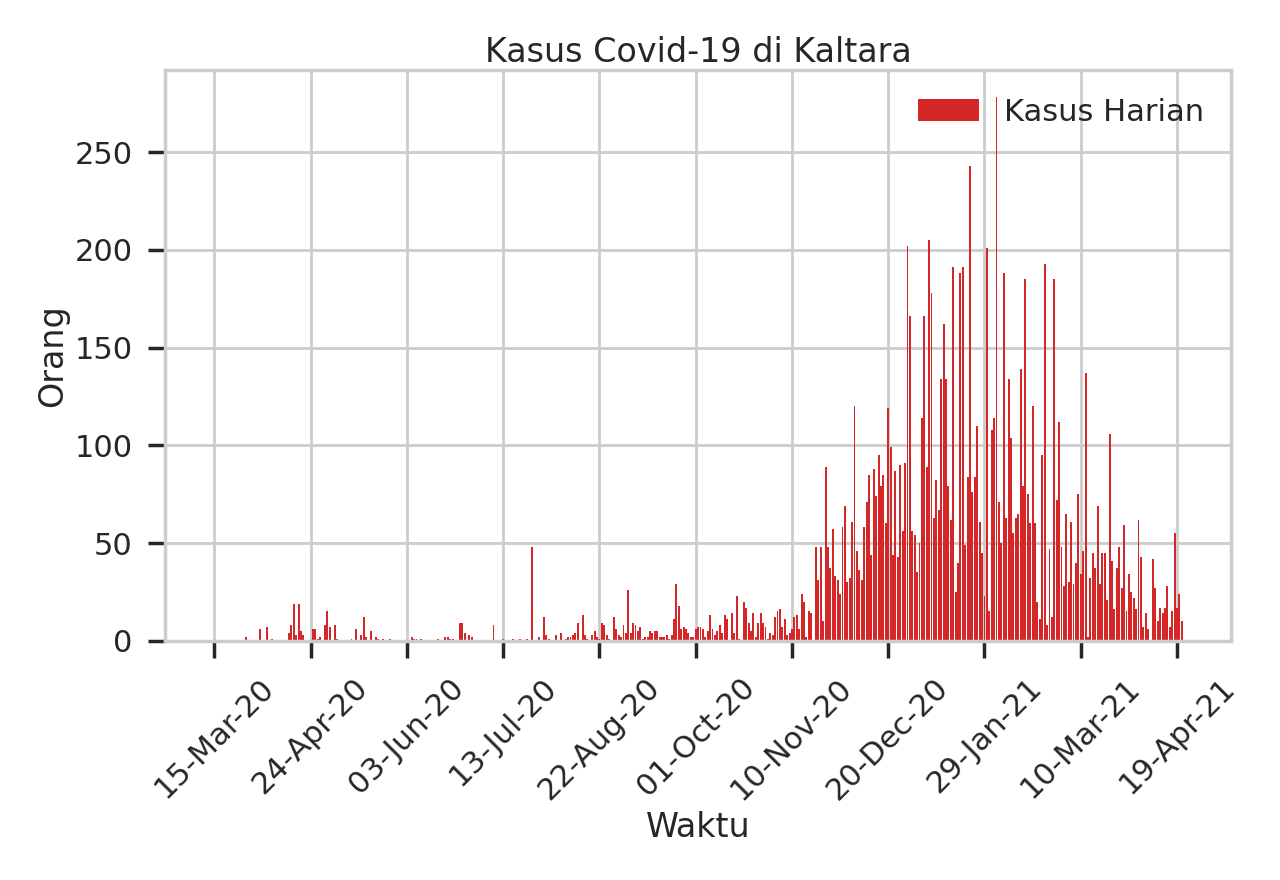 Kasus Covid-19 di Kaltara
Kasus Harian
Orang
250
200
150
100
50
0
15-Mar-20
24-Apr-20
03-Jun-20
13-Jul-20
22-Aug-20
01-Oct-20
10-Nov-20
20-Dec-20
29-Jan-21
10-Mar-21
19-Apr-21
Waktu